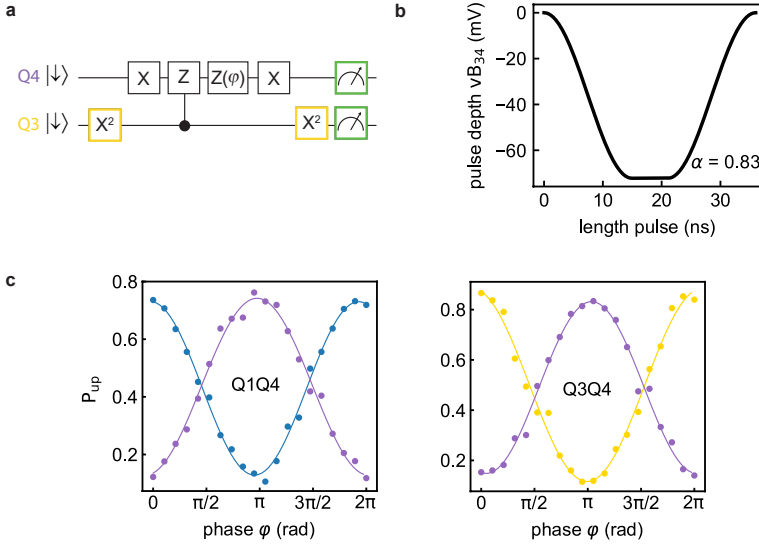 a
Q4 |↓⟩ X Z Z(φ) X
Q3 |↓⟩ X² X²
b
pulse depth vB₃₄ (mV)
0
−20
−40
−60
α = 0.83
0 10 20 30
length pulse (ns)
c
P_up
0.8
0.6
0.4
0.2
Q1Q4
0 π/2 π 3π/2 2π
phase φ (rad)
0.8
0.6
0.4
0.2
Q3Q4
0 π/2 π 3π/2 2π
phase φ (rad)